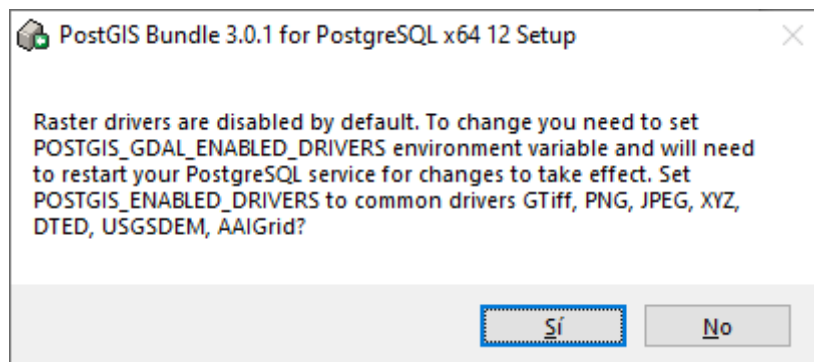 PostGIS Bundle 3.0.1 for PostgreSQL x64 12 Setup
Raster drivers are disabled by default. To change you need to set
POSTGIS_GDAL_ENABLED_DRIVERS environment variable and will need
to restart your PostgreSQL service for changes to take effect. Set
POSTGIS_ENABLED_DRIVERS to common drivers GTiff, PNG, JPEG, XYZ,
DTED, USGSDEM, AAIGrid?
Sí
No